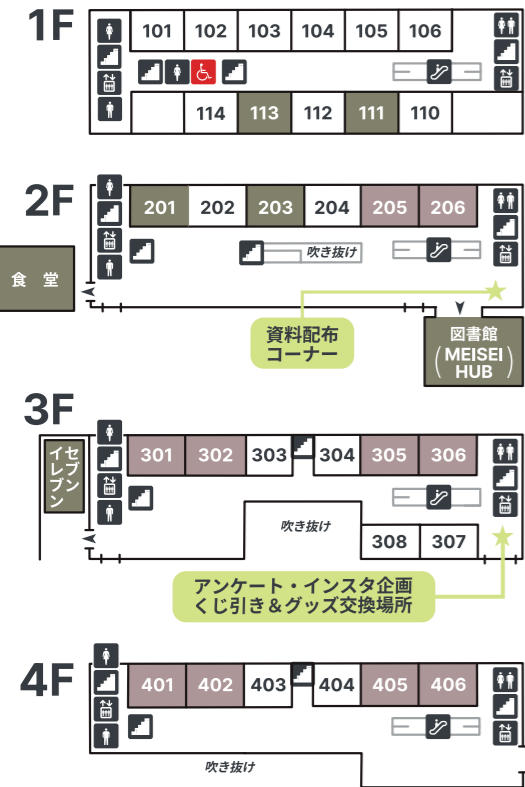 1F
101 102 103 104 105 106
114 113 112 111 110
2F
201 202 203 204 205 206
吹き抜け
食 堂
資料配布
コーナー
図書館
(MEISEI
HUB)
3F
セブン
イレブン
301 302 303 304 305 306
吹き抜け
308 307
アンケート・インスタ企画
くじ引き&グッズ交換場所
4F
401 402 403 404 405 406
吹き抜け